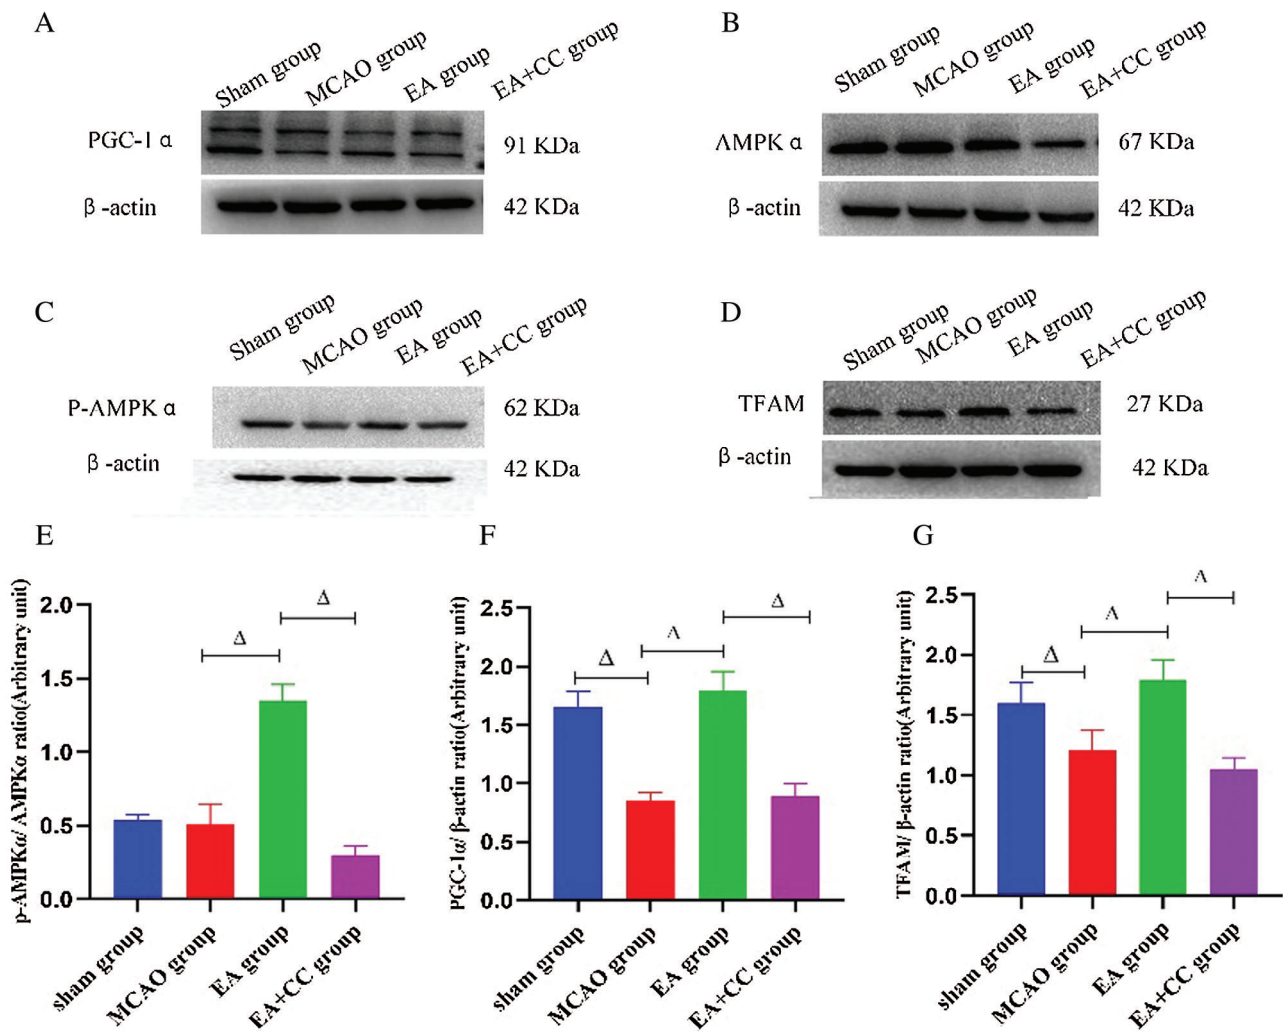 A
Sham group
MCAO group
EA group
EA+CC group
PGC-1 α
91 KDa
β -actin
42 KDa
B
Sham group
MCAO group
EA group
EA+CC group
AMPK α
67 KDa
β -actin
42 KDa
C
Sham group
MCAO group
EA group
EA+CC group
P-AMPK α
62 KDa
β -actin
42 KDa
D
Sham group
MCAO group
EA group
EA+CC group
TFAM
27 KDa
β -actin
42 KDa
E
p-AMPKα/ AMPKα ratio(Arbitrary unit)
2.0
1.5
1.0
0.5
0.0
Δ
Δ
sham group
MCAO group
EA group
EA+CC group
F
PGC-1α/ β-actin ratio(Arbitrary unit)
2.5
2.0
1.5
1.0
0.5
0.0
Δ
Δ
Δ
sham group
MCAO group
EA group
EA+CC group
G
TFAM/ β-actin ratio(Arbitrary unit)
2.5
2.0
1.5
1.0
0.5
0.0
Δ
Δ
Δ
sham group
MCAO group
EA group
EA+CC group